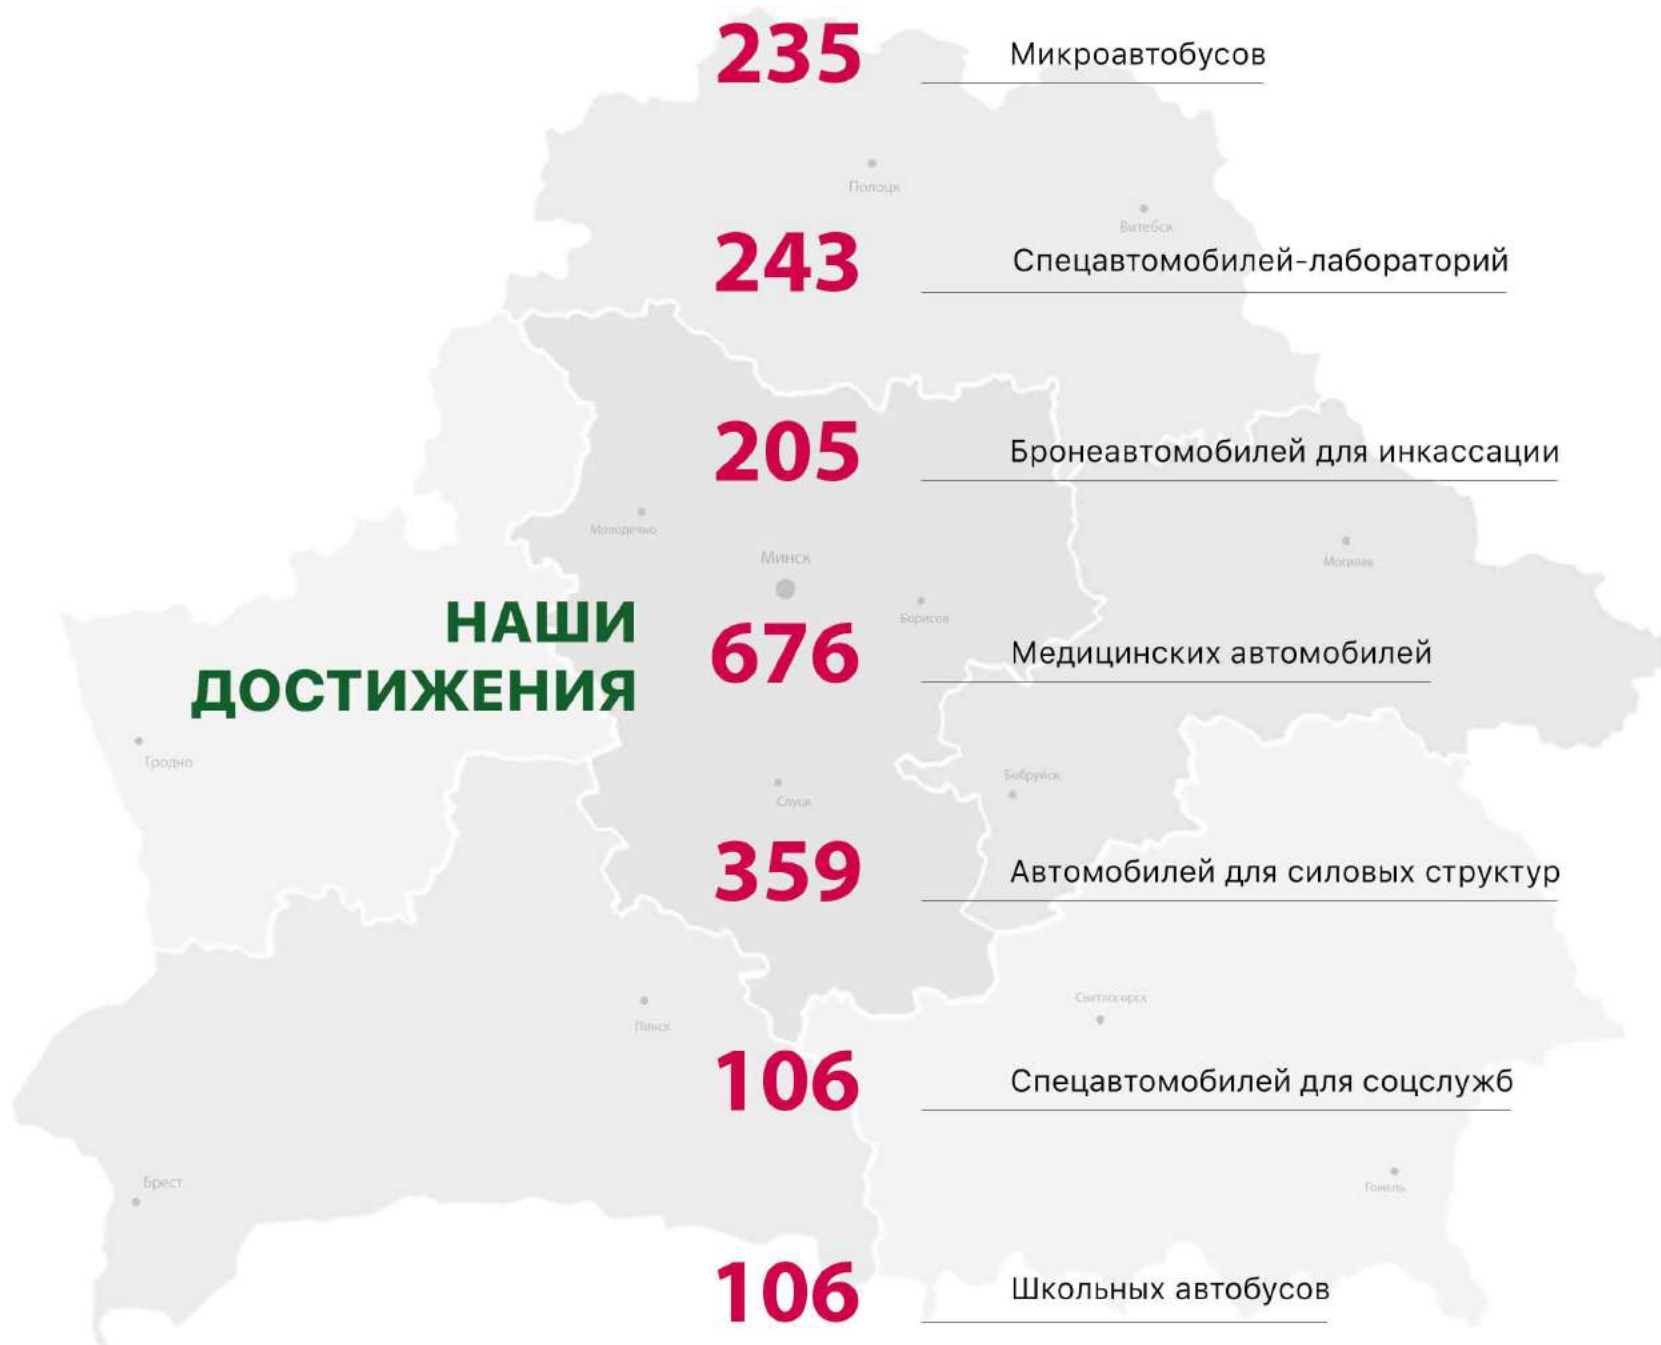 235 Микроавтобусов
Полоцк
Витебск
243 Спецавтомобилей-лабораторий
205 Бронеавтомобилей для инкассации
Молодечно
Минск
Могилев
Борисов
НАШИ
ДОСТИЖЕНИЯ
676 Медицинских автомобилей
Гродно
Слуцк
Бобруйск
359 Автомобилей для силовых структур
Светлогорск
Пинск
106 Спецавтомобилей для соцслужб
Брест
Гомель
106 Школьных автобусов